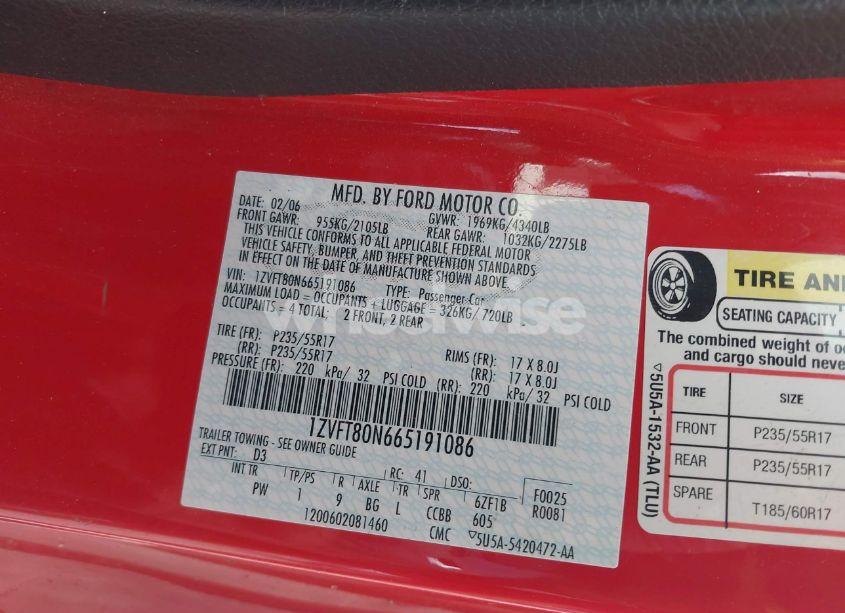 MFD. BY FORD MOTOR CO.
DATE: 02/06 GVWR: 1969KG/4340LB
FRONT GAWR: 955KG/2105LB REAR GAWR: 1032KG/2275LB
THIS VEHICLE CONFORMS TO ALL APPLICABLE FEDERAL MOTOR
VEHICLE SAFETY, BUMPER, AND THEFT PREVENTION STANDARDS
IN EFFECT ON THE DATE OF MANUFACTURE SHOWN ABOVE.
VIN: 1ZVFT80N665191086 TYPE: Passenger Car
MAXIMUM LOAD = OCCUPANTS + LUGGAGE = 326KG/720LB
OCCUPANTS = 4 TOTAL: 2 FRONT, 2 REAR
TIRE (FR): P235/55R17 RIMS (FR): 17 X 8.0J
(RR): P235/55R17 (RR): 17 X 8.0J
PRESSURE (FR): 220 kPa/ 32 PSI COLD (RR): 220 kPa/ 32 PSI COLD
1ZVFT80N665191086
TRAILER TOWING - SEE OWNER GUIDE
EXT PNT: D3 RC: 41 DSO: F0025
INT TR TP/PS R AXLE TR SPR 6ZF1B R0081
PW 1 9 BG L CCBB 605
1200602081460 CMC ▽5U5A-5420472-AA
wheelwise
TIRE AN
SEATING CAPACITY
The combined weight of o
and cargo should never
TIRE SIZE
FRONT P235/55R17
REAR P235/55R17
SPARE T185/60R17
▽5U5A-1532-AA (TLU)